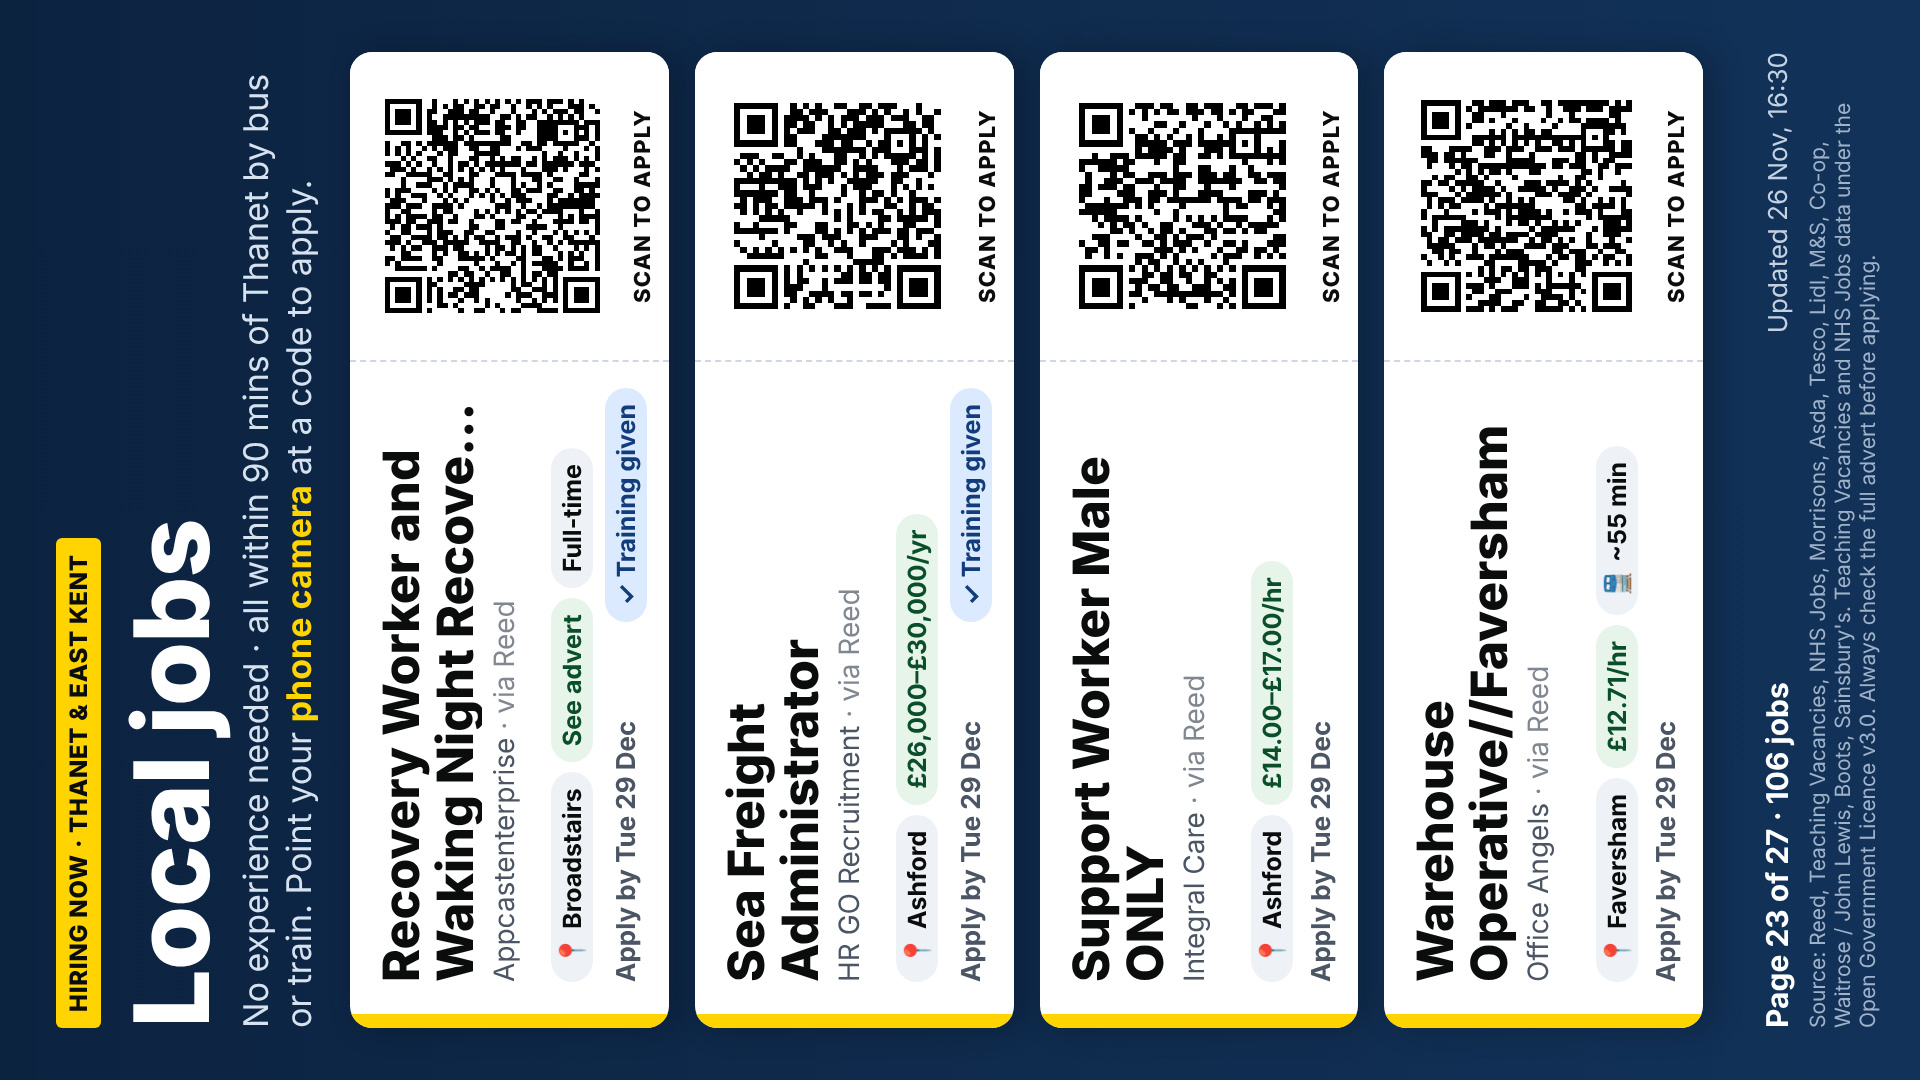 HIRING NOW · THANET & EAST KENT
Local jobs
No experience needed · all within 90 mins of Thanet by bus
or train. Point your phone camera at a code to apply.
Recovery Worker and
Waking Night Recove…
Appcastenterprise · via Reed
📍 Broadstairs
See advert
Full-time
Apply by Tue 29 Dec
✓ Training given
SCAN TO APPLY
Sea Freight
Administrator
HR GO Recruitment · via Reed
📍 Ashford
£26,000–£30,000/yr
Apply by Tue 29 Dec
✓ Training given
SCAN TO APPLY
Support Worker Male
ONLY
Integral Care · via Reed
📍 Ashford
£14.00–£17.00/hr
Apply by Tue 29 Dec
SCAN TO APPLY
Warehouse
Operative//Faversham
Office Angels · via Reed
📍 Faversham
£12.71/hr
🚆 ~55 min
Apply by Tue 29 Dec
SCAN TO APPLY
Page 23 of 27 · 106 jobs
Updated 26 Nov, 16:30
Source: Reed, Teaching Vacancies, NHS Jobs, Morrisons, Asda, Tesco, Lidl, M&S, Co-op,
Waitrose / John Lewis, Boots, Sainsbury's. Teaching Vacancies and NHS Jobs data under the
Open Government Licence v3.0. Always check the full advert before applying.